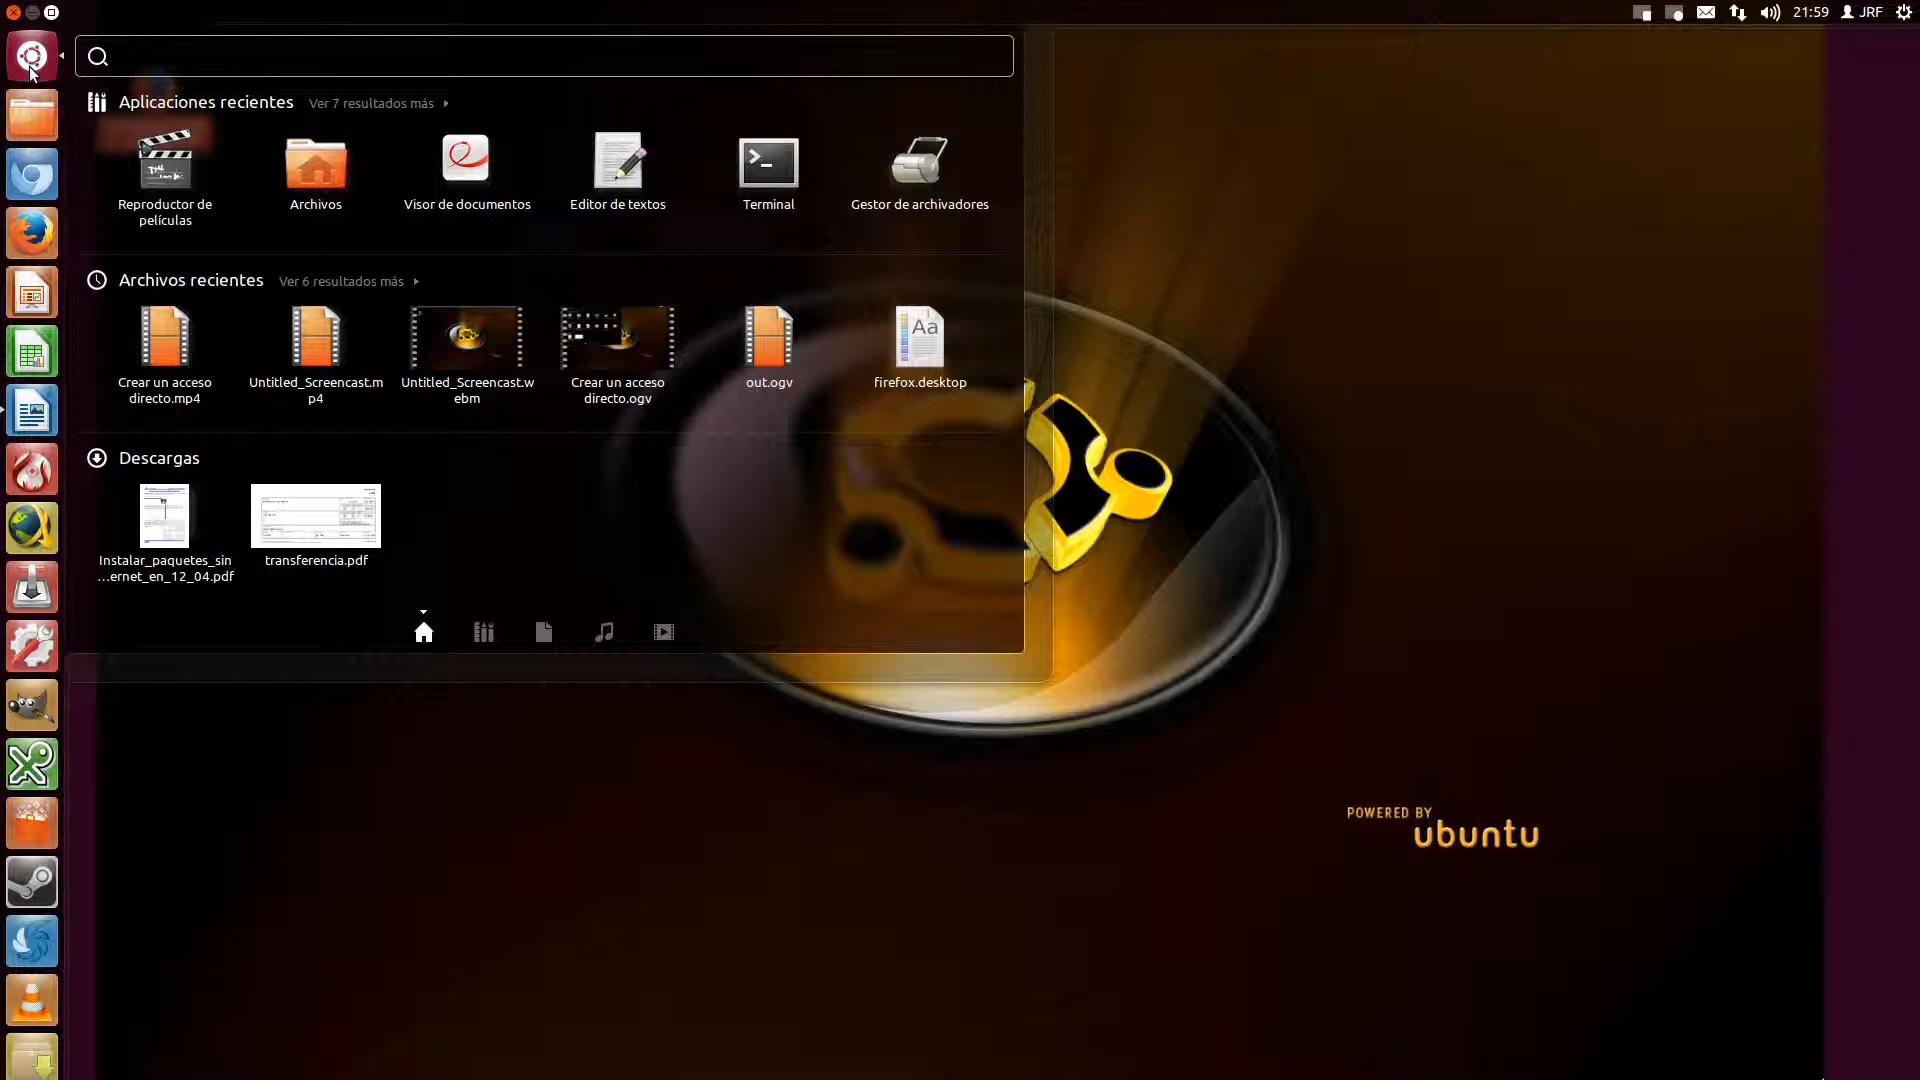 21:59 JRF
Aplicaciones recientes Ver 7 resultados más
Reproductor de
películas
Archivos
Visor de documentos
Editor de textos
Terminal
Gestor de archivadores
Archivos recientes Ver 6 resultados más
Crear un acceso
directo.mp4
Untitled_Screencast.m
p4
Untitled_Screencast.w
ebm
Crear un acceso
directo.ogv
out.ogv
Aa
firefox.desktop
Descargas
Instalar_paquetes_sin
...ernet_en_12_04.pdf
transferencia.pdf
POWERED BY
ubuntu